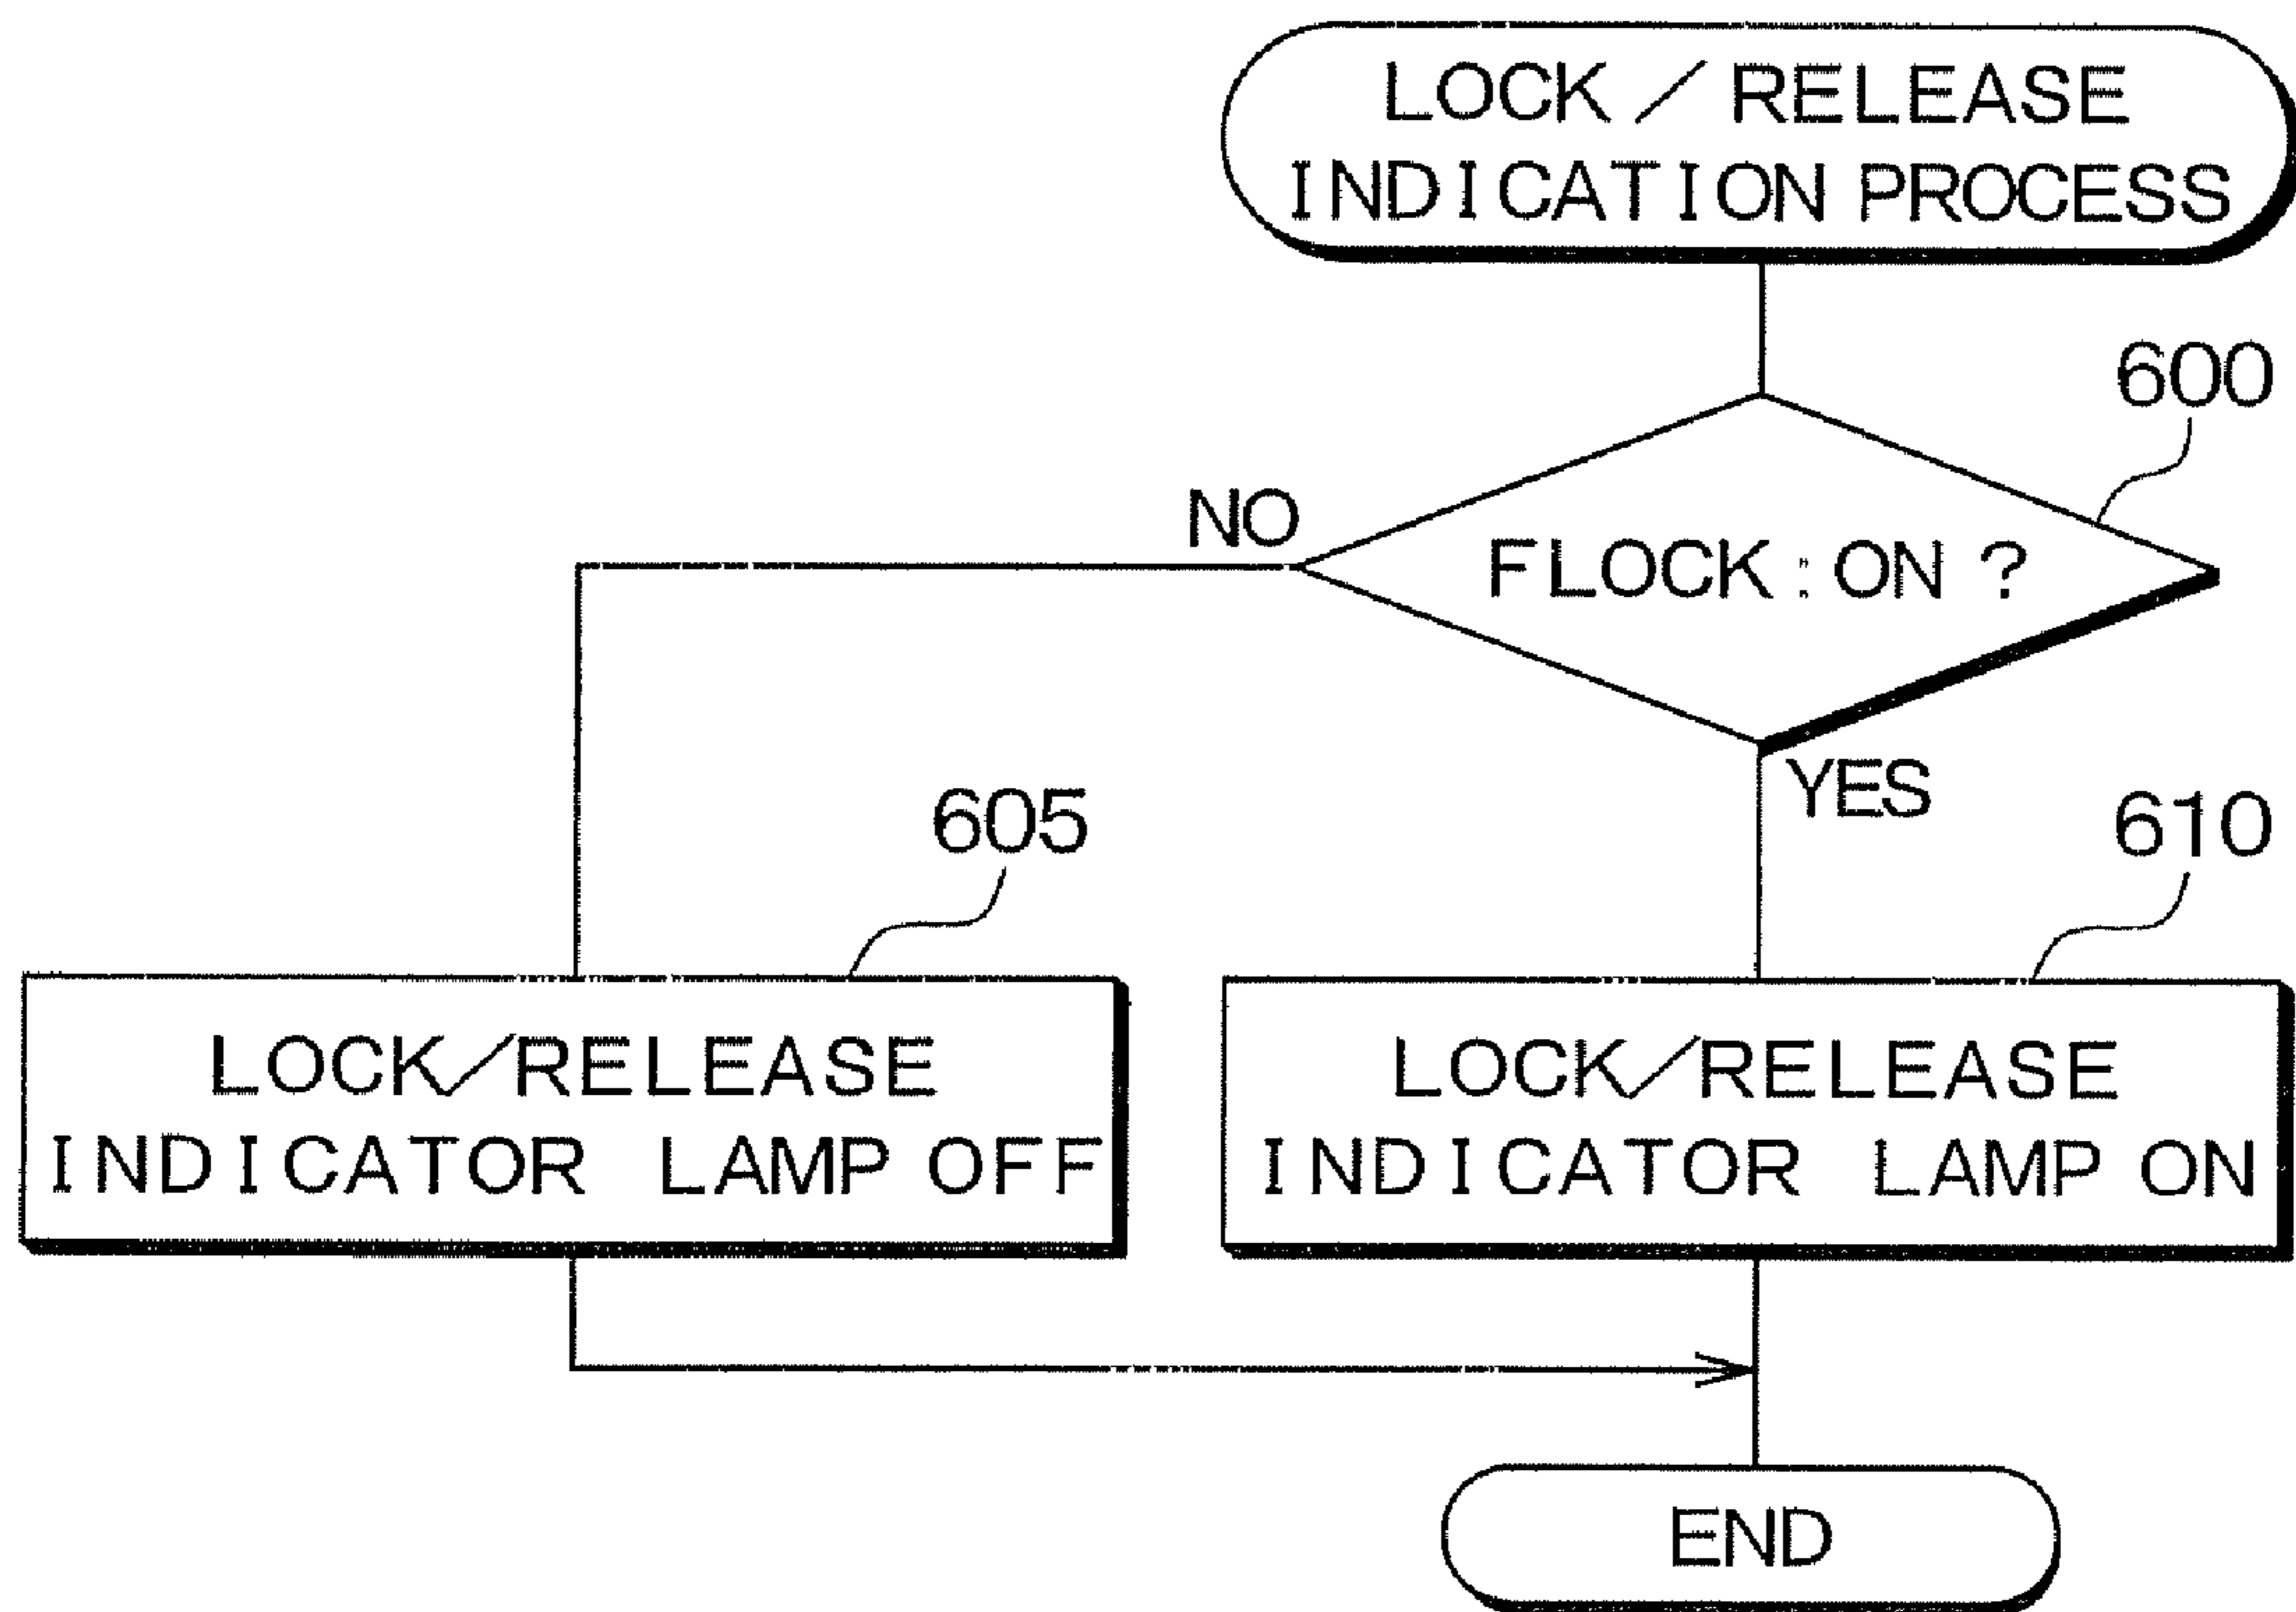 LOCK / RELEASE
INDICATION PROCESS
600
NO
FLOCK : ON ?
YES
605
610
LOCK/RELEASE
INDICATOR LAMP OFF
LOCK/RELEASE
INDICATOR LAMP ON
END